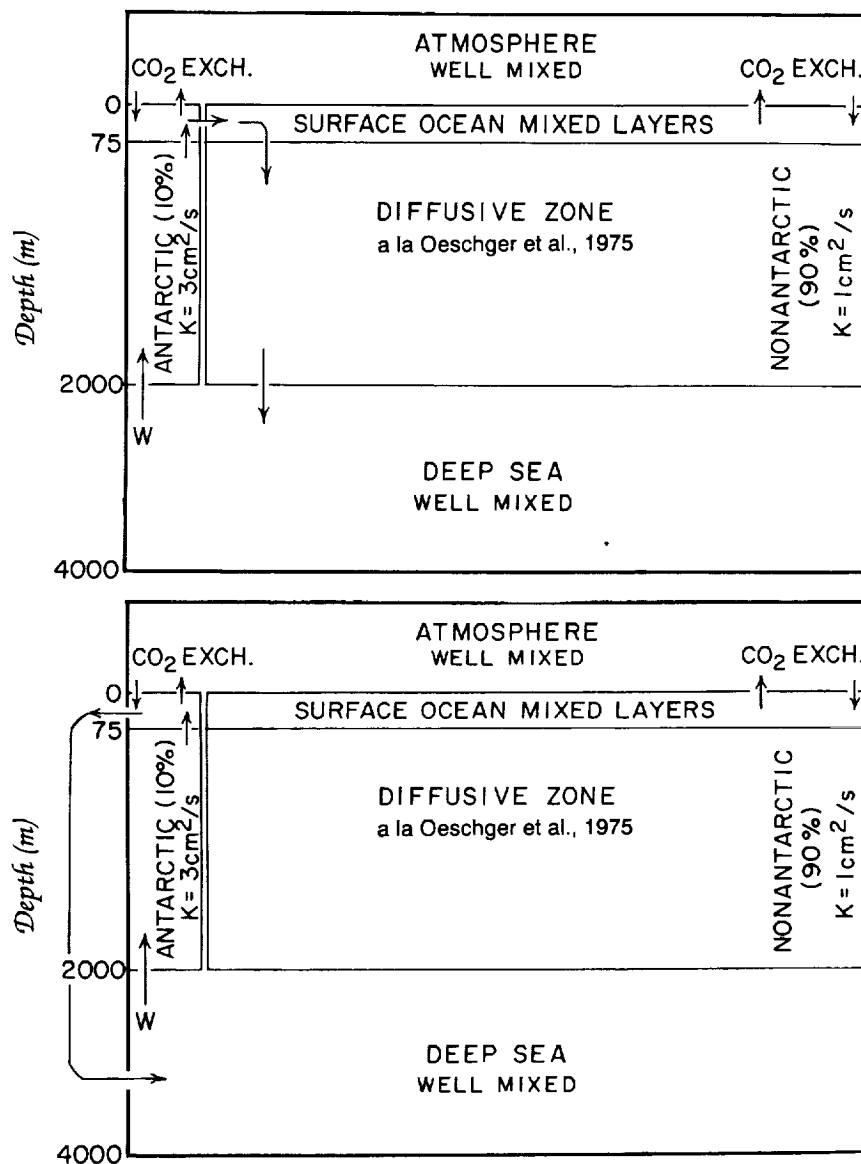 ATMOSPHERE
WELL MIXED
CO2 EXCH.
CO2 EXCH.
0
SURFACE OCEAN MIXED LAYERS
75
Depth (m)
ANTARCTIC (10%)
K = 3cm²/s
DIFFUSIVE ZONE
a la Oeschger et al., 1975
NONANTARCTIC
(90%)
K = 1cm²/s
2000
W
DEEP SEA
WELL MIXED
4000
ATMOSPHERE
WELL MIXED
CO2 EXCH.
CO2 EXCH.
0
SURFACE OCEAN MIXED LAYERS
75
Depth (m)
ANTARCTIC (10%)
K = 3cm²/s
DIFFUSIVE ZONE
a la Oeschger et al., 1975
NONANTARCTIC
(90%)
K = 1cm²/s
2000
W
DEEP SEA
WELL MIXED
4000